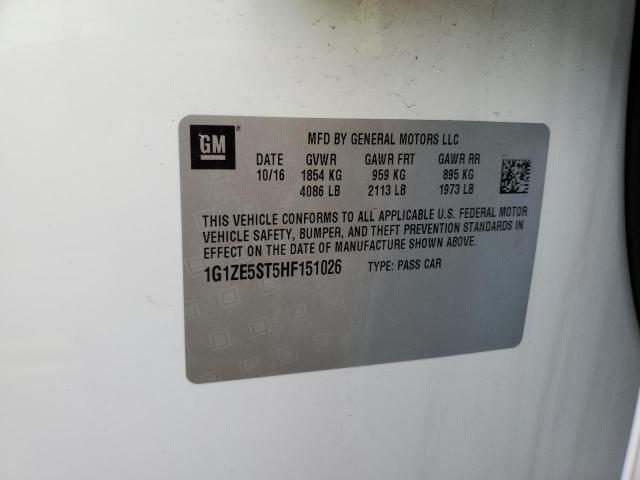 GM
MFD BY GENERAL MOTORS LLC
DATE GVWR GAWR FRT GAWR RR
10/16 1854 KG 959 KG 895 KG
4086 LB 2113 LB 1973 LB
THIS VEHICLE CONFORMS TO ALL APPLICABLE U.S. FEDERAL MOTOR
VEHICLE SAFETY, BUMPER, AND THEFT PREVENTION STANDARDS IN
EFFECT ON THE DATE OF MANUFACTURE SHOWN ABOVE.
1G1ZE5ST5HF151026 TYPE: PASS CAR